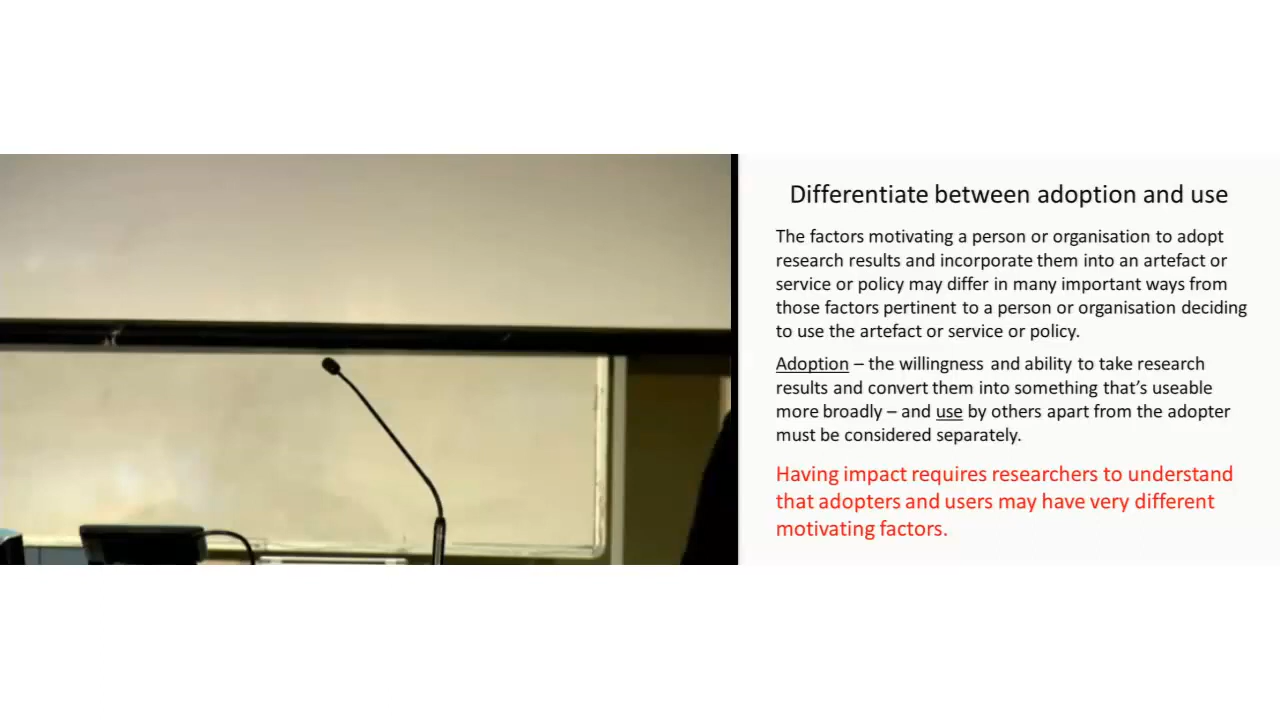 Differentiate between adoption and use
The factors motivating a person or organisation to adopt
research results and incorporate them into an artefact or
service or policy may differ in many important ways from
those factors pertinent to a person or organisation deciding
to use the artefact or service or policy.
Adoption – the willingness and ability to take research
results and convert them into something that's useable
more broadly – and use by others apart from the adopter
must be considered separately.
Having impact requires researchers to understand
that adopters and users may have very different
motivating factors.